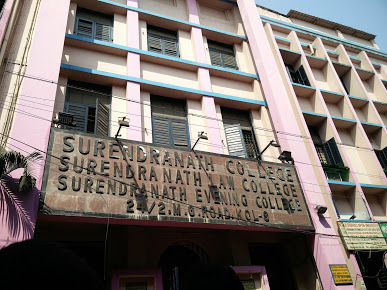 SURENDRANATH COLLEGE
SURENDRANATH LAW COLLEGE
SURENDRANATH EVENING COLLEGE
24/2. M. G. ROAD. KOL-9